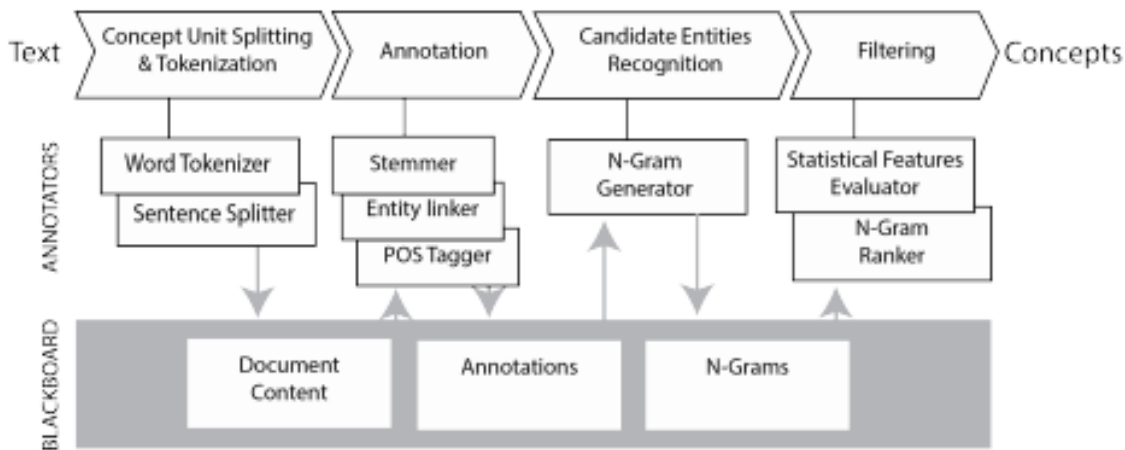 Text
Concept Unit Splitting
& Tokenization
Annotation
Candidate Entities
Recognition
Filtering
Concepts
ANNOTATORS
Word Tokenizer
Sentence Splitter
Stemmer
Entity linker
POS Tagger
N-Gram
Generator
Statistical Features
Evaluator
N-Gram
Ranker
BLACKBOARD
Document
Content
Annotations
N-Grams